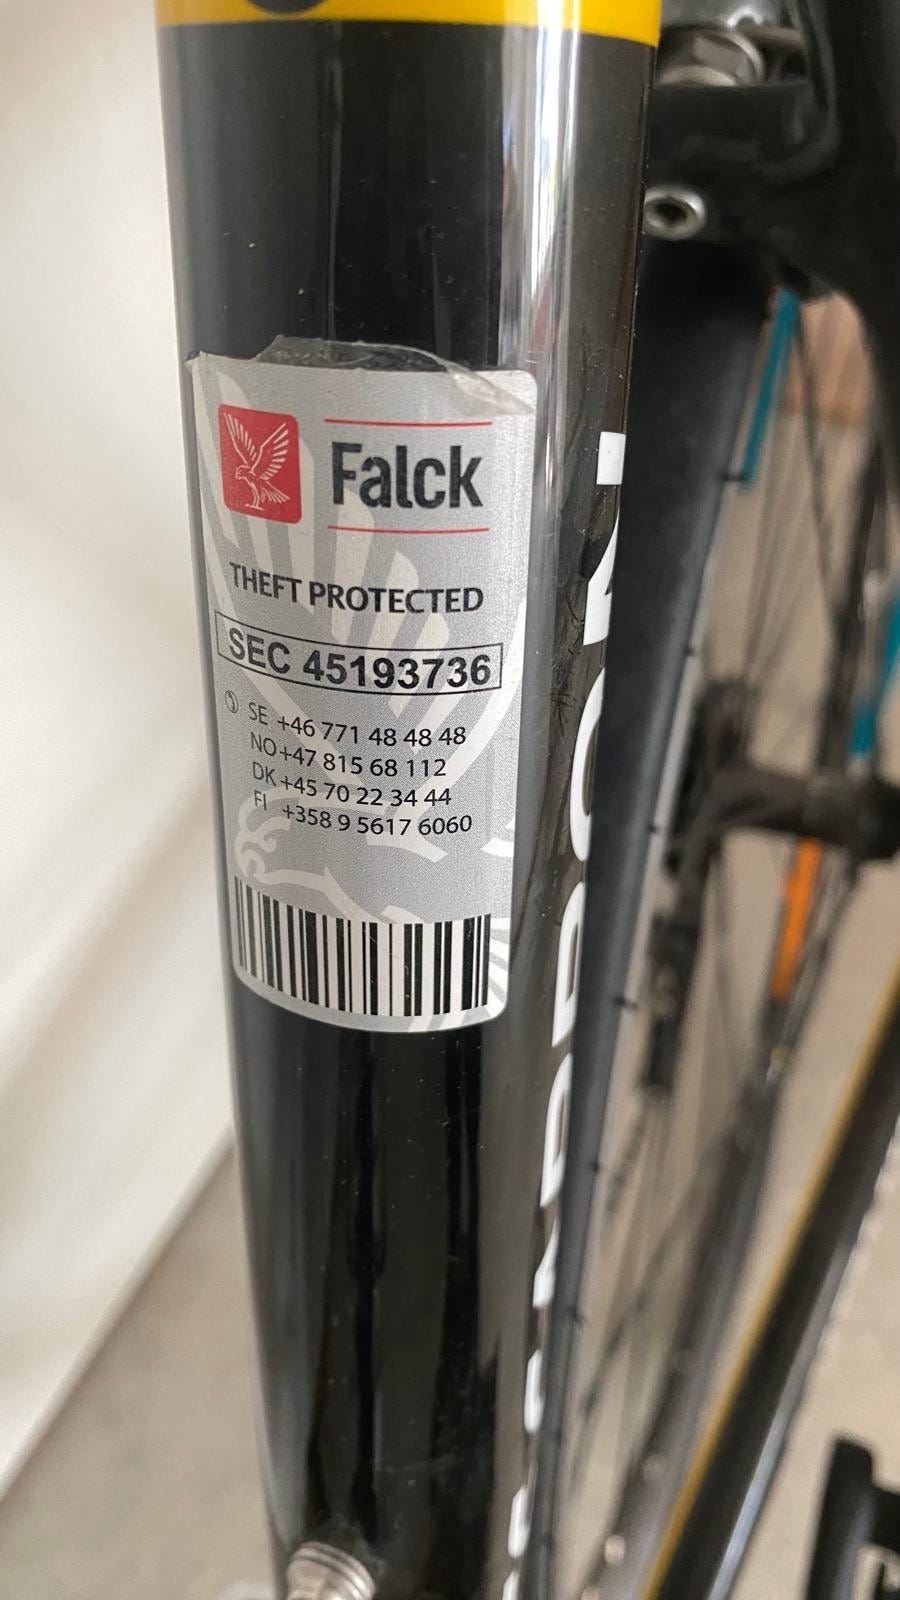 Falck
THEFT PROTECTED
SEC 45193736
SE +46 771 48 48 48
NO +47 815 68 112
DK +45 70 22 34 44
FI +358 9 5617 6060